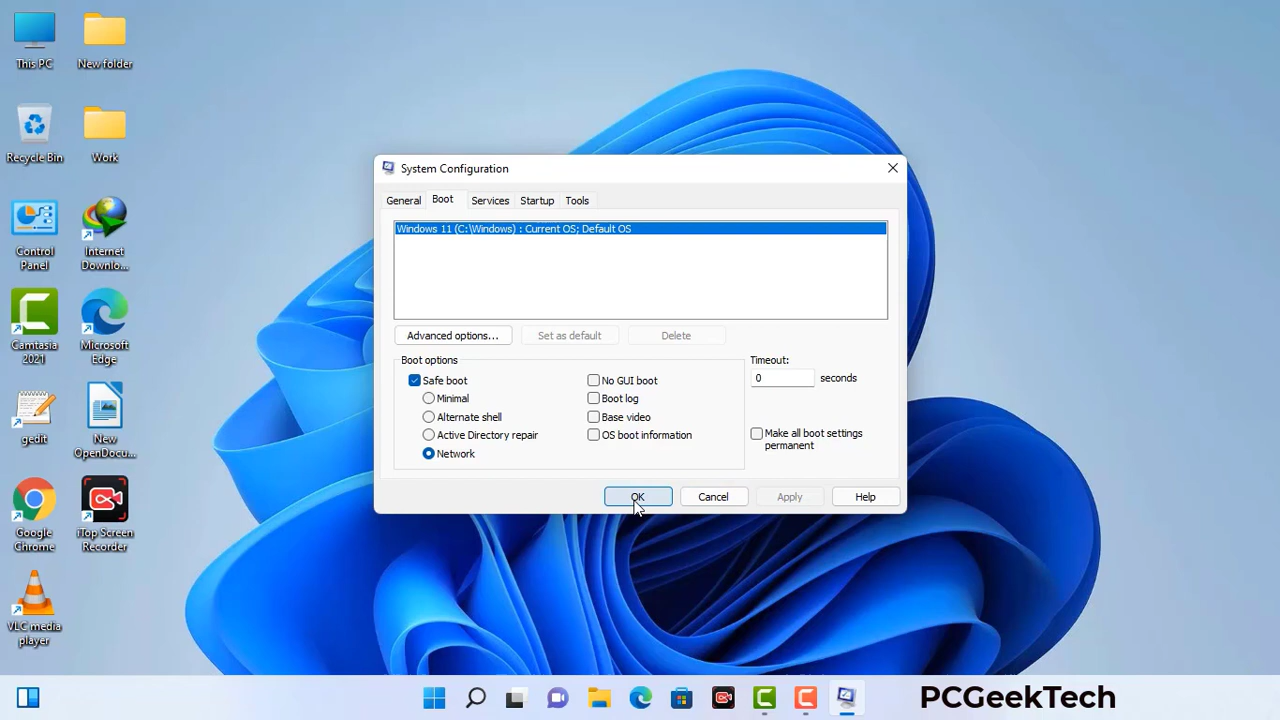 This PC
New folder
Recycle Bin
Work
Control
Panel
Internet
Downlo...
Camtasia
2021
Microsoft
Edge
gedit
New
OpenDocu...
Google
Chrome
iTop Screen
Recorder
VLC media
player
System Configuration
General
Boot
Services
Startup
Tools
Windows 11 (C:\Windows) : Current OS; Default OS
Advanced options...
Set as default
Delete
Boot options
Safe boot
Minimal
Alternate shell
Active Directory repair
Network
No GUI boot
Boot log
Base video
OS boot information
Timeout:
0 seconds
Make all boot settings
permanent
OK
Cancel
Apply
Help
PCGeekTech